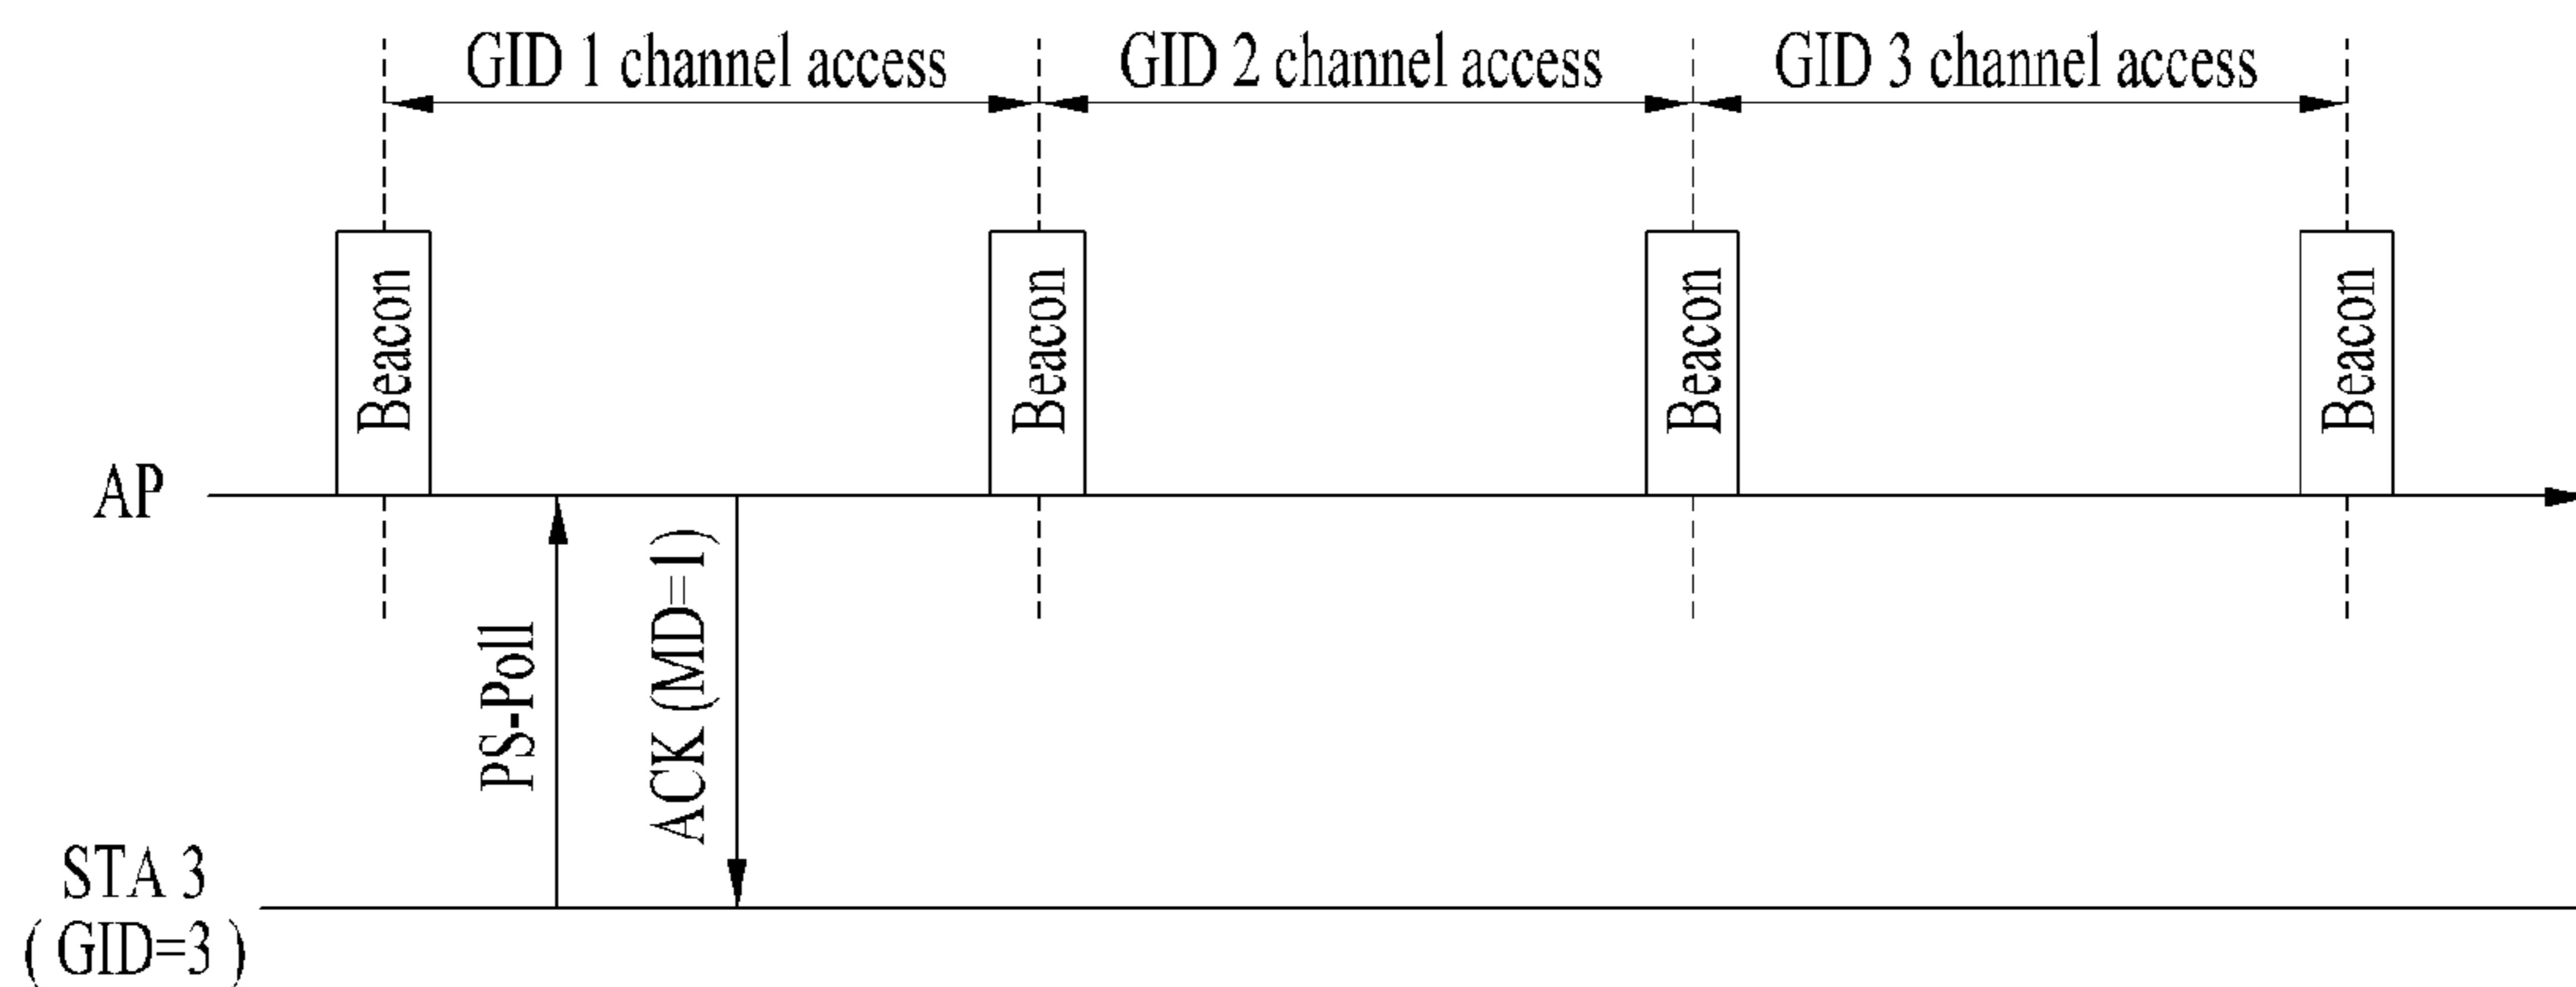 GID 1 channel access
GID 2 channel access
GID 3 channel access
Beacon
Beacon
Beacon
Beacon
AP
PS-Poll
ACK (MD=1)
STA 3
( GID=3 )